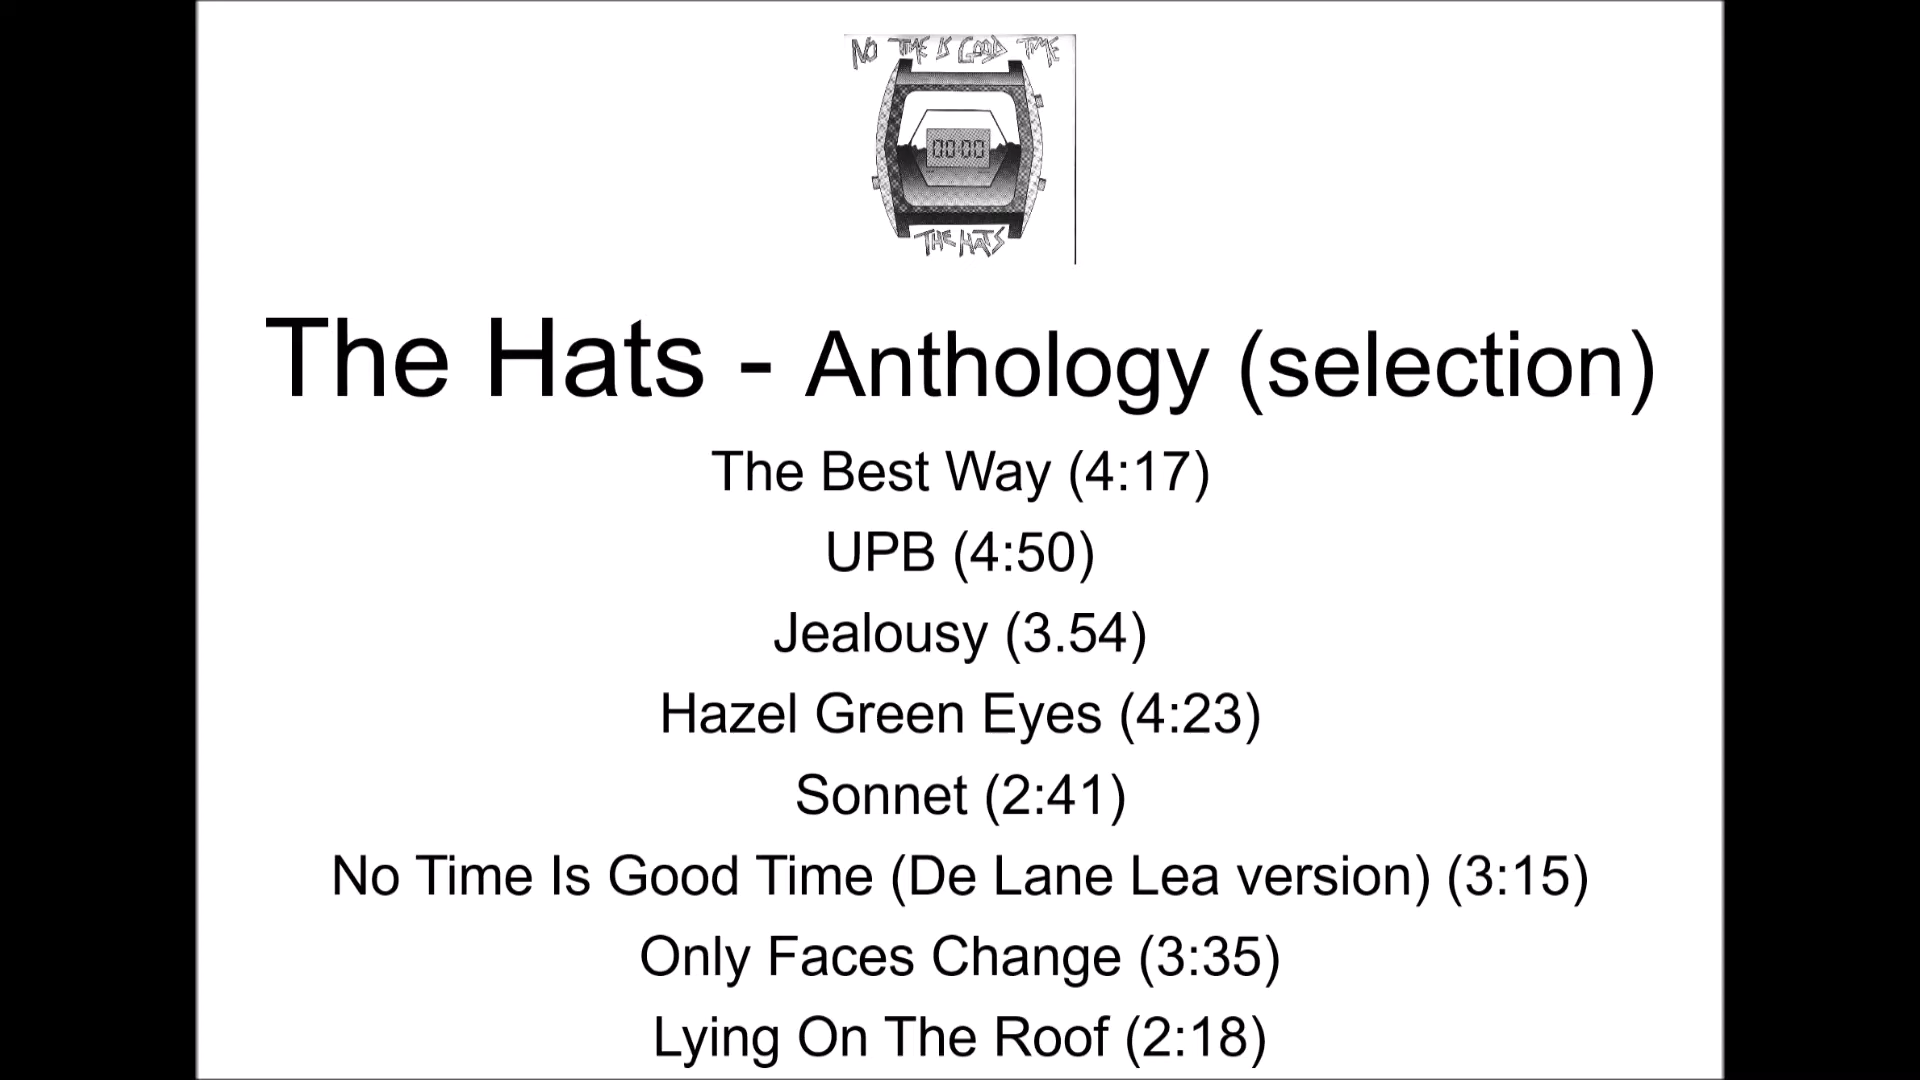 NO TIME IS GOOD TIME
00:00
THE HATS
The Hats - Anthology (selection)
The Best Way (4:17)
UPB (4:50)
Jealousy (3.54)
Hazel Green Eyes (4:23)
Sonnet (2:41)
No Time Is Good Time (De Lane Lea version) (3:15)
Only Faces Change (3:35)
Lying On The Roof (2:18)